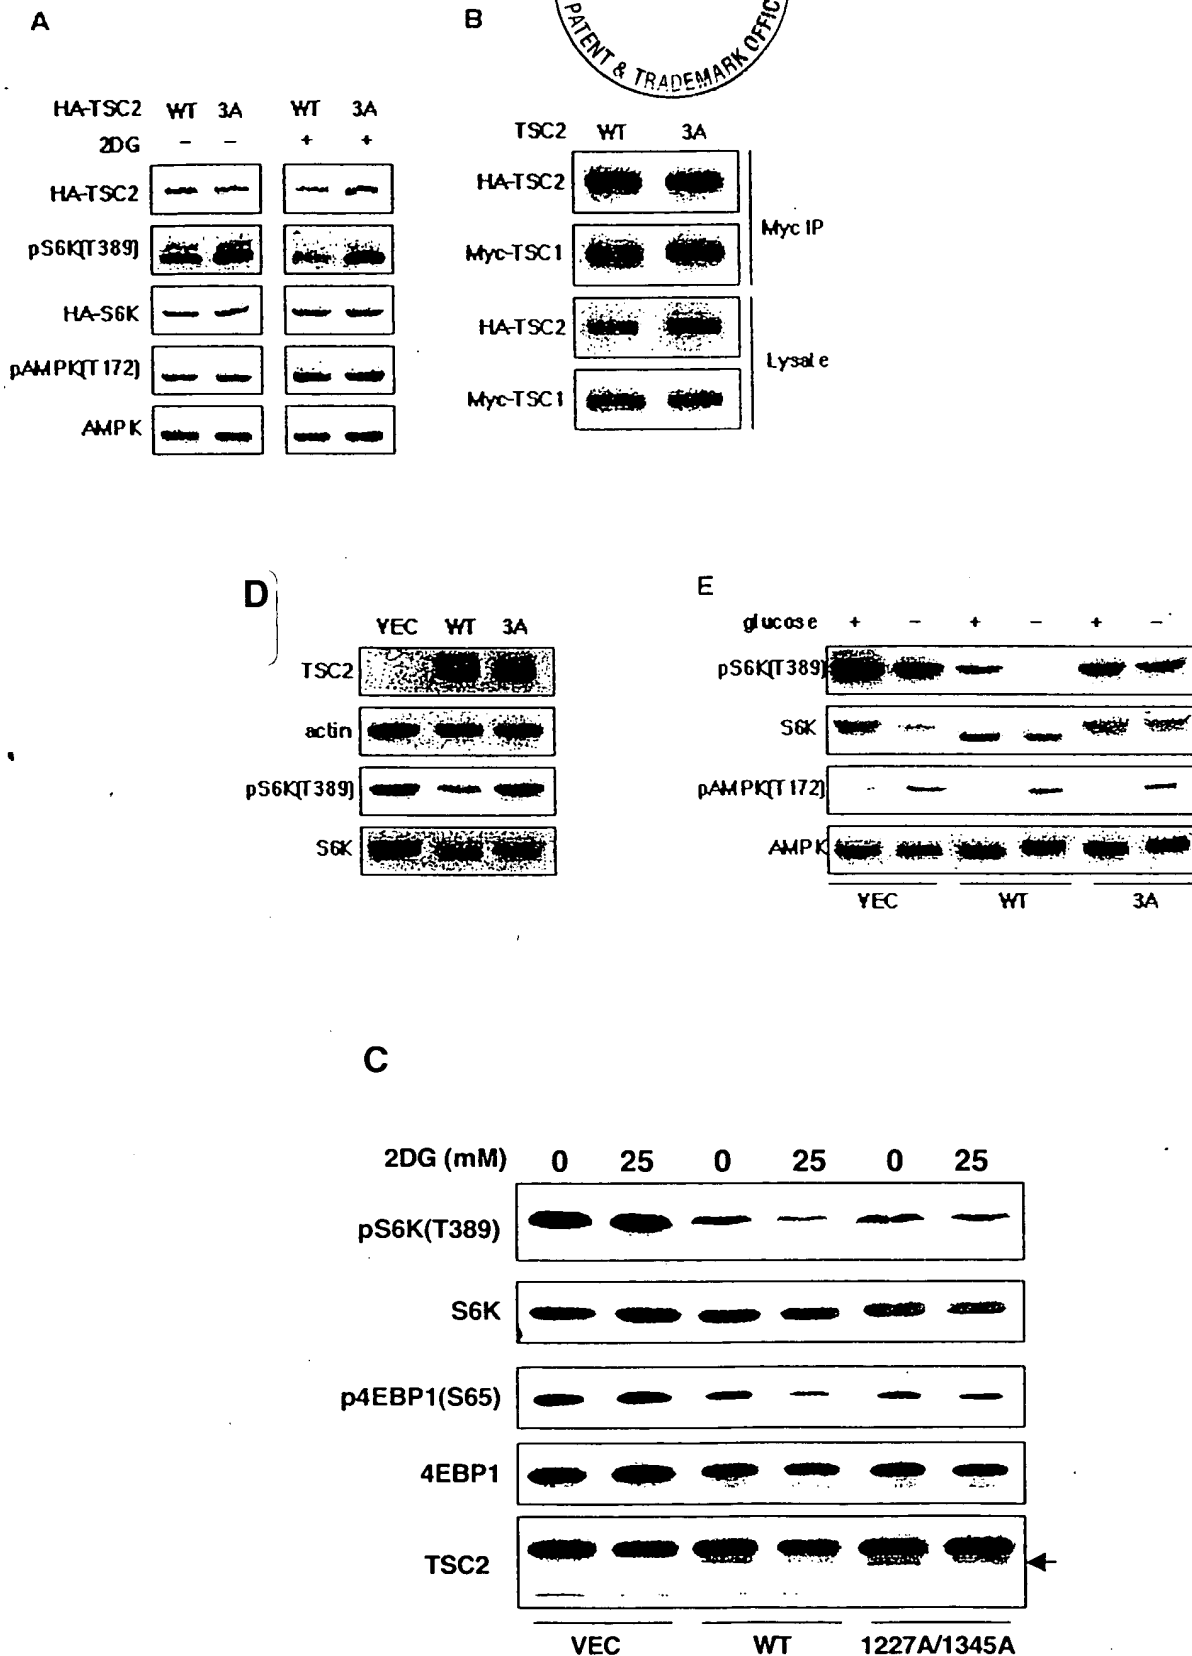 A
B
PATENT & TRADEMARK OFFIC
HA-TSC2 WT 3A WT 3A
2DG − − + +
HA-TSC2
pS6K(T389)
HA-S6K
pAMPK(T172)
AMPK
TSC2 WT 3A
HA-TSC2
Myc-TSC1
Myc IP
HA-TSC2
Myc-TSC1
Lysate
D
VEC WT 3A
TSC2
actin
pS6K(T389)
S6K
E
glucose + − + − + −
pS6K(T389)
S6K
pAMPK(T172)
AMPK
VEC WT 3A
C
2DG (mM) 0 25 0 25 0 25
pS6K(T389)
S6K
p4EBP1(S65)
4EBP1
TSC2
VEC WT 1227A/1345A